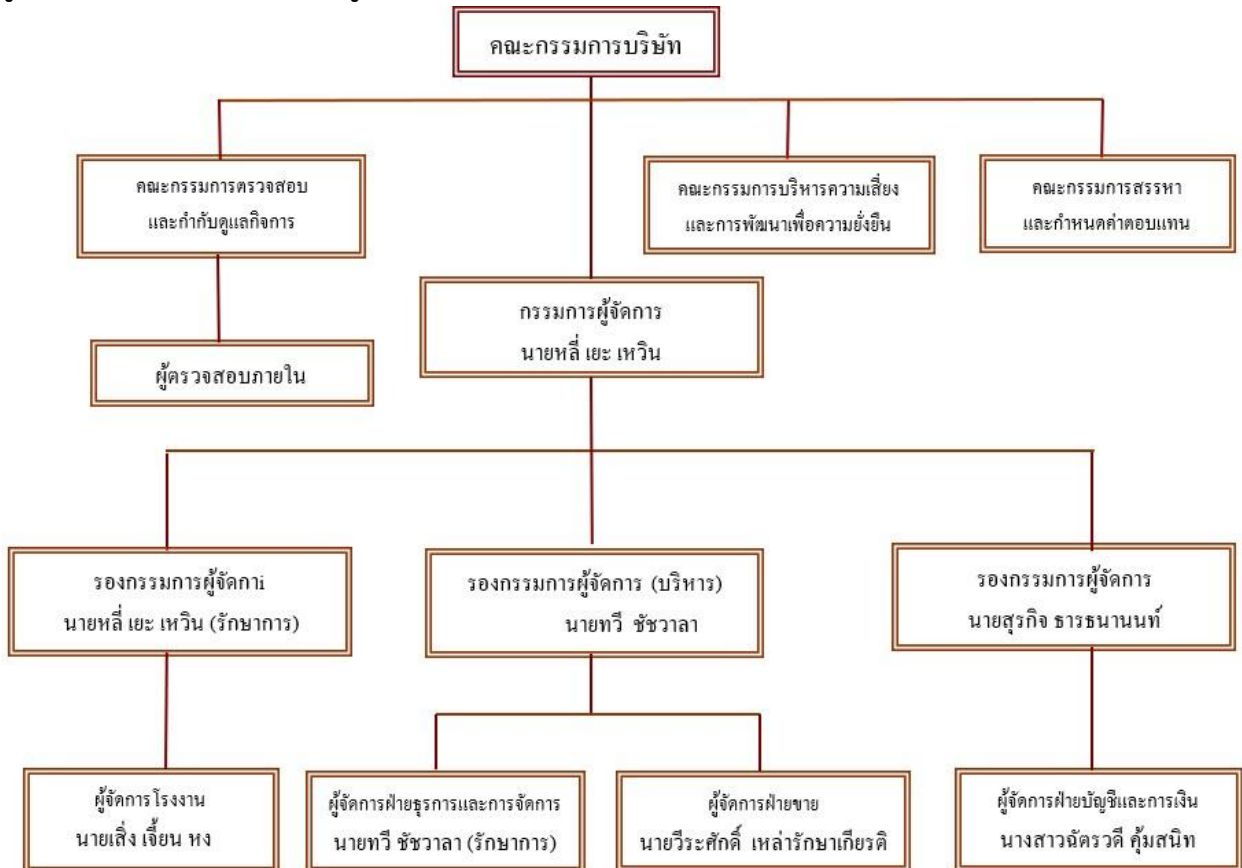 คณะกรรมการบริษัท
คณะกรรมการตรวจสอบ
และกำกับดูแลกิจการ
คณะกรรมการบริหารความเสี่ยง
และการพัฒนาเพื่อความยั่งยืน
คณะกรรมการสรรหา
และกำหนดค่าตอบแทน
กรรมการผู้จัดการ
นายหลี่ เยะ เหวิน
ผู้ตรวจสอบภายใน
รองกรรมการผู้จัดกาi
นายหลี่ เยะ เหวิน (รักษาการ)
รองกรรมการผู้จัดการ (บริหาร)
นายทวี ชัชวาลา
รองกรรมการผู้จัดการ
นายสุรกิจ ธารธนานนท์
ผู้จัดการโรงงาน
นายเสิ่ง เจี้ยน หง
ผู้จัดการฝ่ายธุรการและการจัดการ
นายทวี ชัชวาลา (รักษาการ)
ผู้จัดการฝ่ายขาย
นายวีระศักดิ์ เหล่ารักษาเกียรติ
ผู้จัดการฝ่ายบัญชีและการเงิน
นางสาวฉัตรวดี คุ้มสนิท